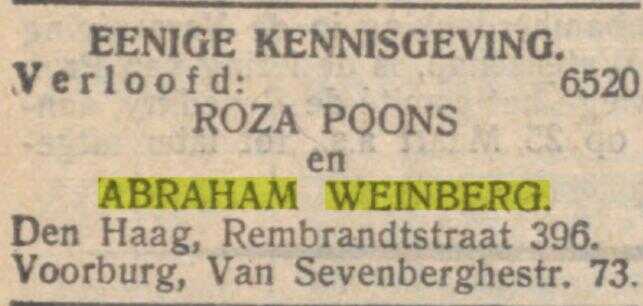 EENIGE KENNISGEVING.
Verloofd: 6520
ROZA POONS
en
ABRAHAM WEINBERG.
Den Haag, Rembrandtstraat 396.
Voorburg, Van Sevenberghestr. 73.